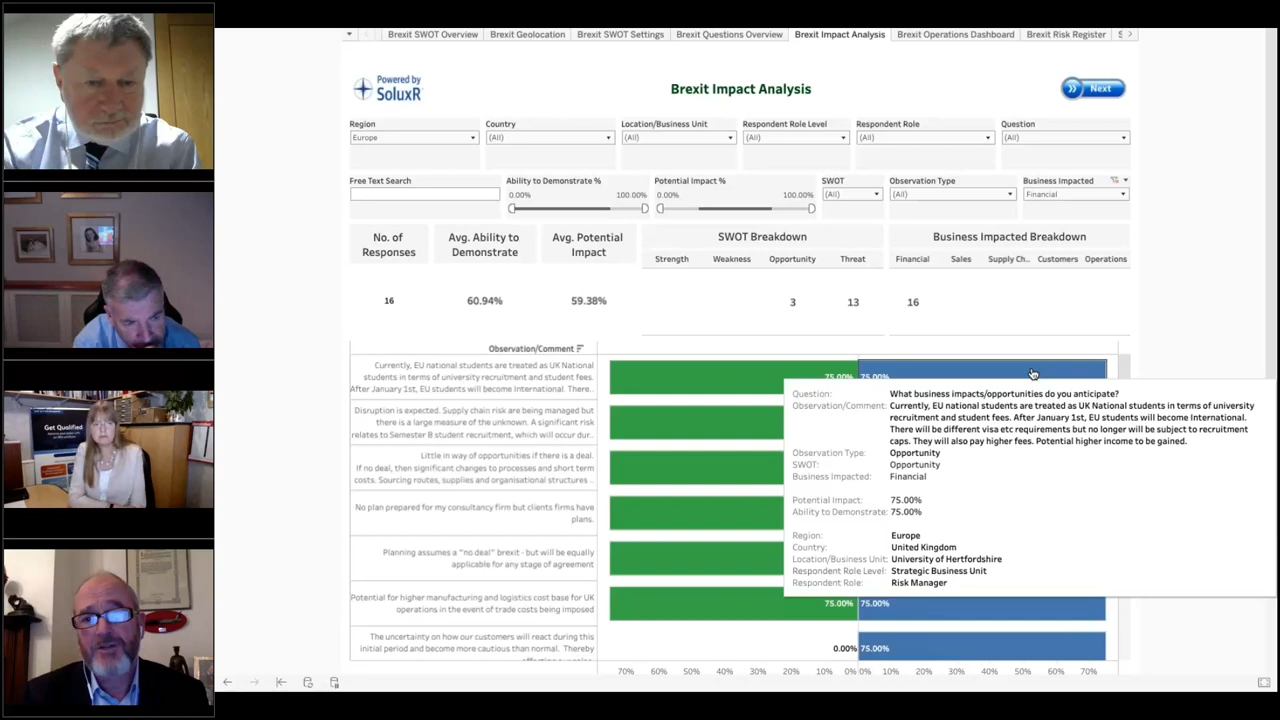 Brexit SWOT Overview Brexit Geolocation Brexit SWOT Settings Brexit Questions Overview Brexit Impact Analysis Brexit Operations Dashboard Brexit Risk Register S
Powered by
SoluxR
Brexit Impact Analysis
Next
Region Country Location/Business Unit Respondent Role Level Respondent Role Question
Europe (All) (All) (All) (All) (All)
Free Text Search Ability to Demonstrate % Potential Impact % SWOT Observation Type Business Impacted
0.00% 100.00% 0.00% 100.00% (All) (All) Financial
No. of Responses Avg. Ability to Demonstrate Avg. Potential Impact SWOT Breakdown Business Impacted Breakdown
Strength Weakness Opportunity Threat Financial Sales Supply Ch.. Customers Operations
16 60.94% 59.38% 3 13 16
Observation/Comment
Currently, EU national students are treated as UK National
students in terms of university recruitment and student fees.
After January 1st, EU students will become International. There..
75.00% 75.00%
Disruption is expected. Supply chain risk are being managed but
there is a large measure of the unknown. A significant risk
relates to Semester B student recruitment, which will occur dur..
Little in way of opportunities if there is a deal.
If no deal, then significant changes to processes and short term
costs. Sourcing routes, supplies and organisational structures ..
No plan prepared for my consultancy firm but clients firms have
plans.
Planning assumes a "no deal" brexit - but will be equally
applicable for any stage of agreement
Potential for higher manufacturing and logistics cost base for UK
operations in the event of trade costs being imposed
75.00% 75.00%
The uncertainty on how our customers will react during this
initial period and become more cautious than normal. Thereby
0.00% 75.00%
70% 60% 50% 40% 30% 20% 10% 0% 0% 10% 20% 30% 40% 50% 60% 70%
Question: What business impacts/opportunities do you anticipate?
Observation/Comment: Currently, EU national students are treated as UK National students in terms of university
recruitment and student fees. After January 1st, EU students will become International.
There will be different visa etc requirements but no longer will be subject to recruitment
caps. They will also pay higher fees. Potential higher income to be gained.
Observation Type: Opportunity
SWOT: Opportunity
Business Impacted: Financial
Potential Impact: 75.00%
Ability to Demonstrate: 75.00%
Region: Europe
Country: United Kingdom
Location/Business Unit: University of Hertfordshire
Respondent Role Level: Strategic Business Unit
Respondent Role: Risk Manager
Get Qualified